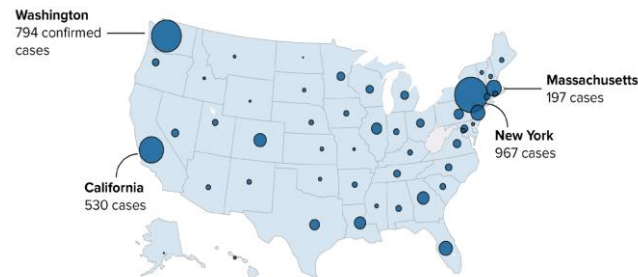 Washington
794 confirmed
cases
Massachusetts
197 cases
New York
967 cases
California
530 cases